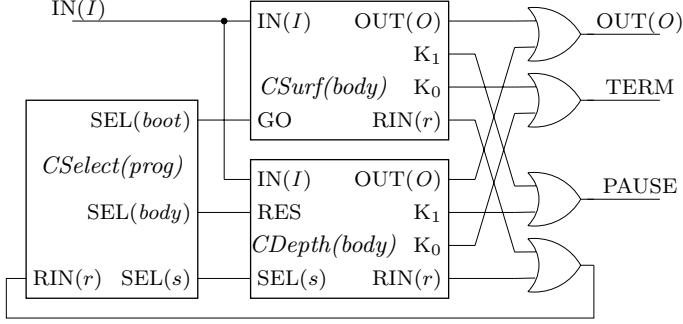 IN(I)
IN(I) OUT(O) OUT(O)
K1
CSurf(body) K0 TERM
SEL(boot) GO RIN(r)
CSelect(prog)
IN(I) OUT(O) PAUSE
SEL(body) RES K1
CDepth(body) K0
RIN(r) SEL(s) SEL(s) RIN(r)